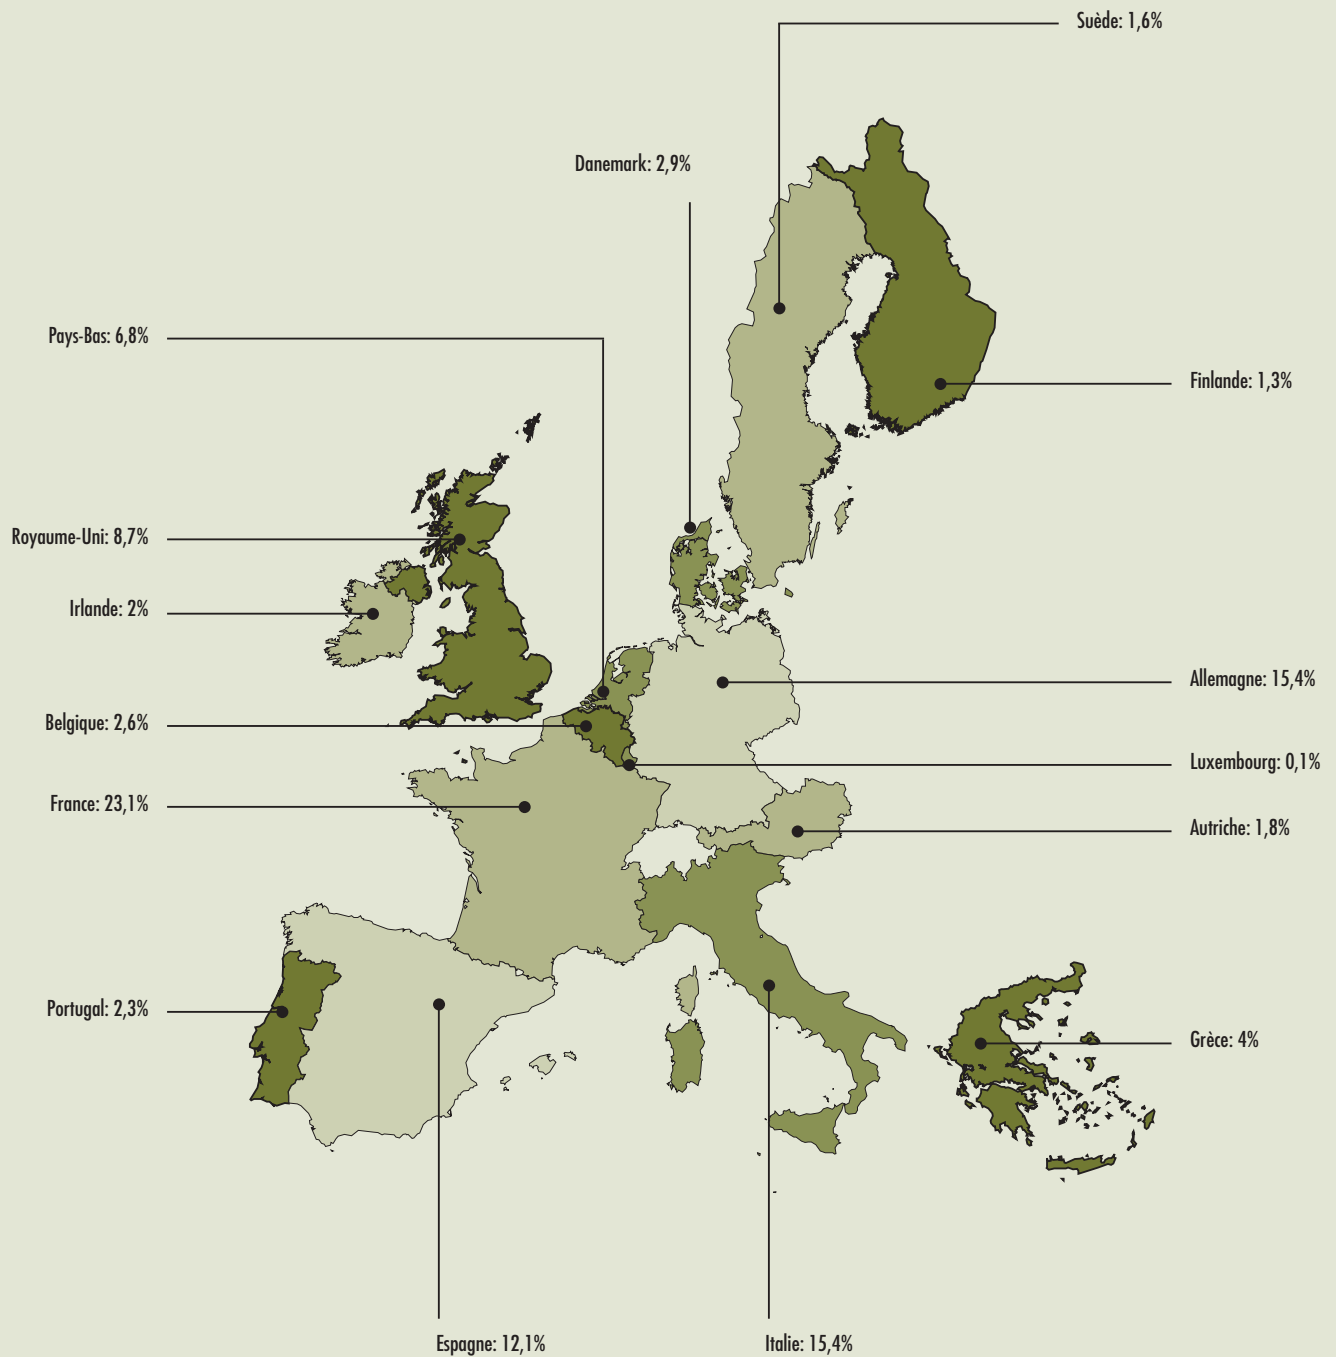 Suède: 1,6%
Danemark: 2,9%
Pays-Bas: 6,8%
Finlande: 1,3%
Royaume-Uni: 8,7%
Irlande: 2%
Allemagne: 15,4%
Belgique: 2,6%
Luxembourg: 0,1%
France: 23,1%
Autriche: 1,8%
Portugal: 2,3%
Grèce: 4%
Espagne: 12,1%
Italie: 15,4%